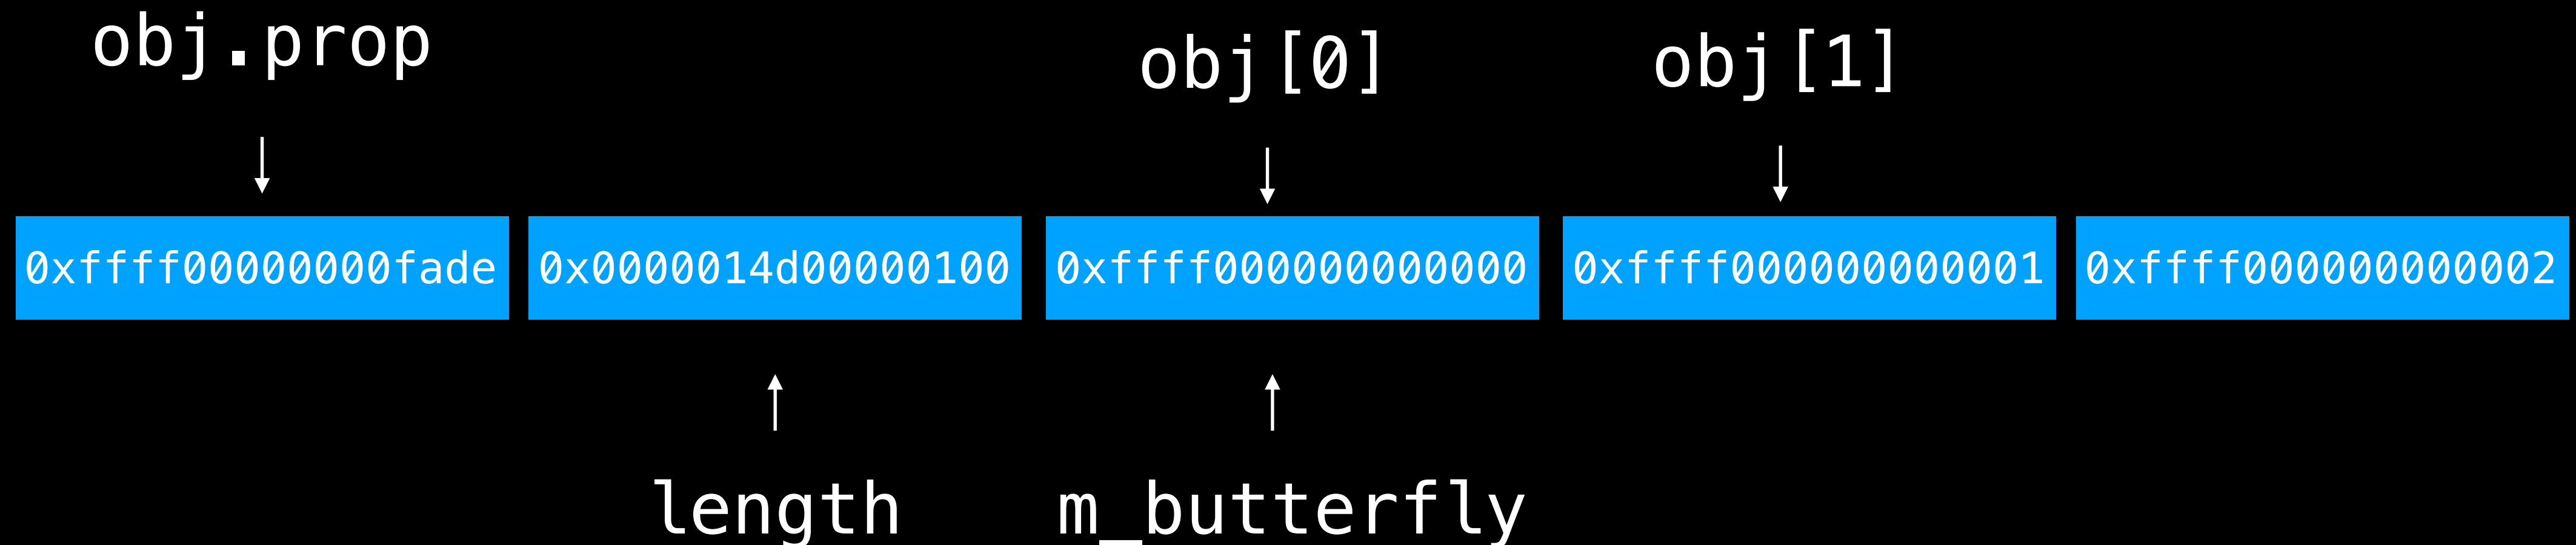 obj.prop
obj[0]
obj[1]
0xffff00000000fade
0x0000014d00000100
0xffff000000000000
0xffff000000000001
0xffff000000000002
length
m_butterfly